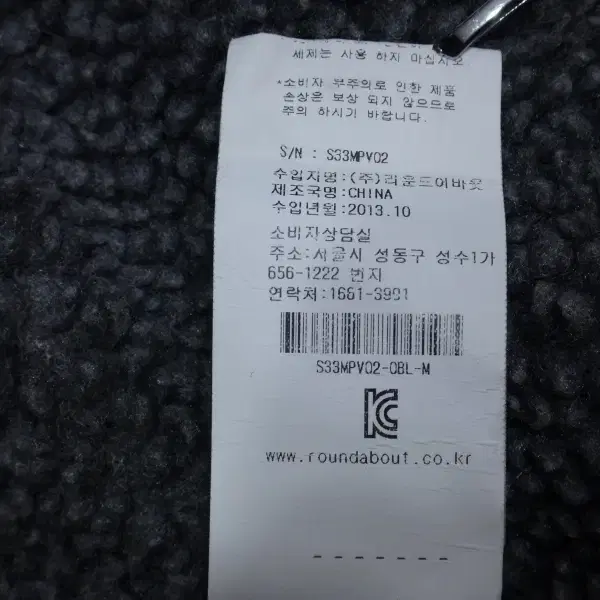 세제는 사용 하지 마십시오
*소비자 부주의로 인한 제품
손상은 보상 되지 않으므로
주의 하시기 바랍니다.
S/N : S33MPV02
수입자명:(주)라운드어바웃
제조국명:CHINA
수입년월:2013.10
소비자상담실
주소:서울시 성동구 성수1가
656-1222 번지
연락처:1661-3901
S33MPV02-0BL-M
KC
www.roundabout.co.kr